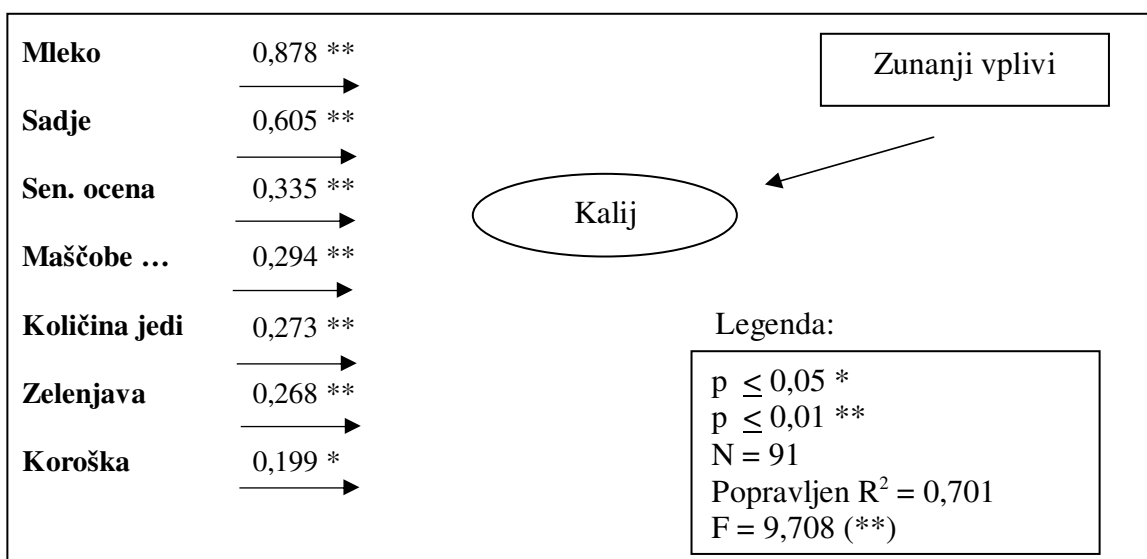 Mleko 0,878 **
Zunanji vplivi
Sadje 0,605 **
Sen. ocena 0,335 **
Kalij
Maščobe … 0,294 **
Količina jedi 0,273 **
Zelenjava 0,268 **
Koroška 0,199 *
Legenda:
p ≤ 0,05 *
p ≤ 0,01 **
N = 91
Popravljen R² = 0,701
F = 9,708 (**)